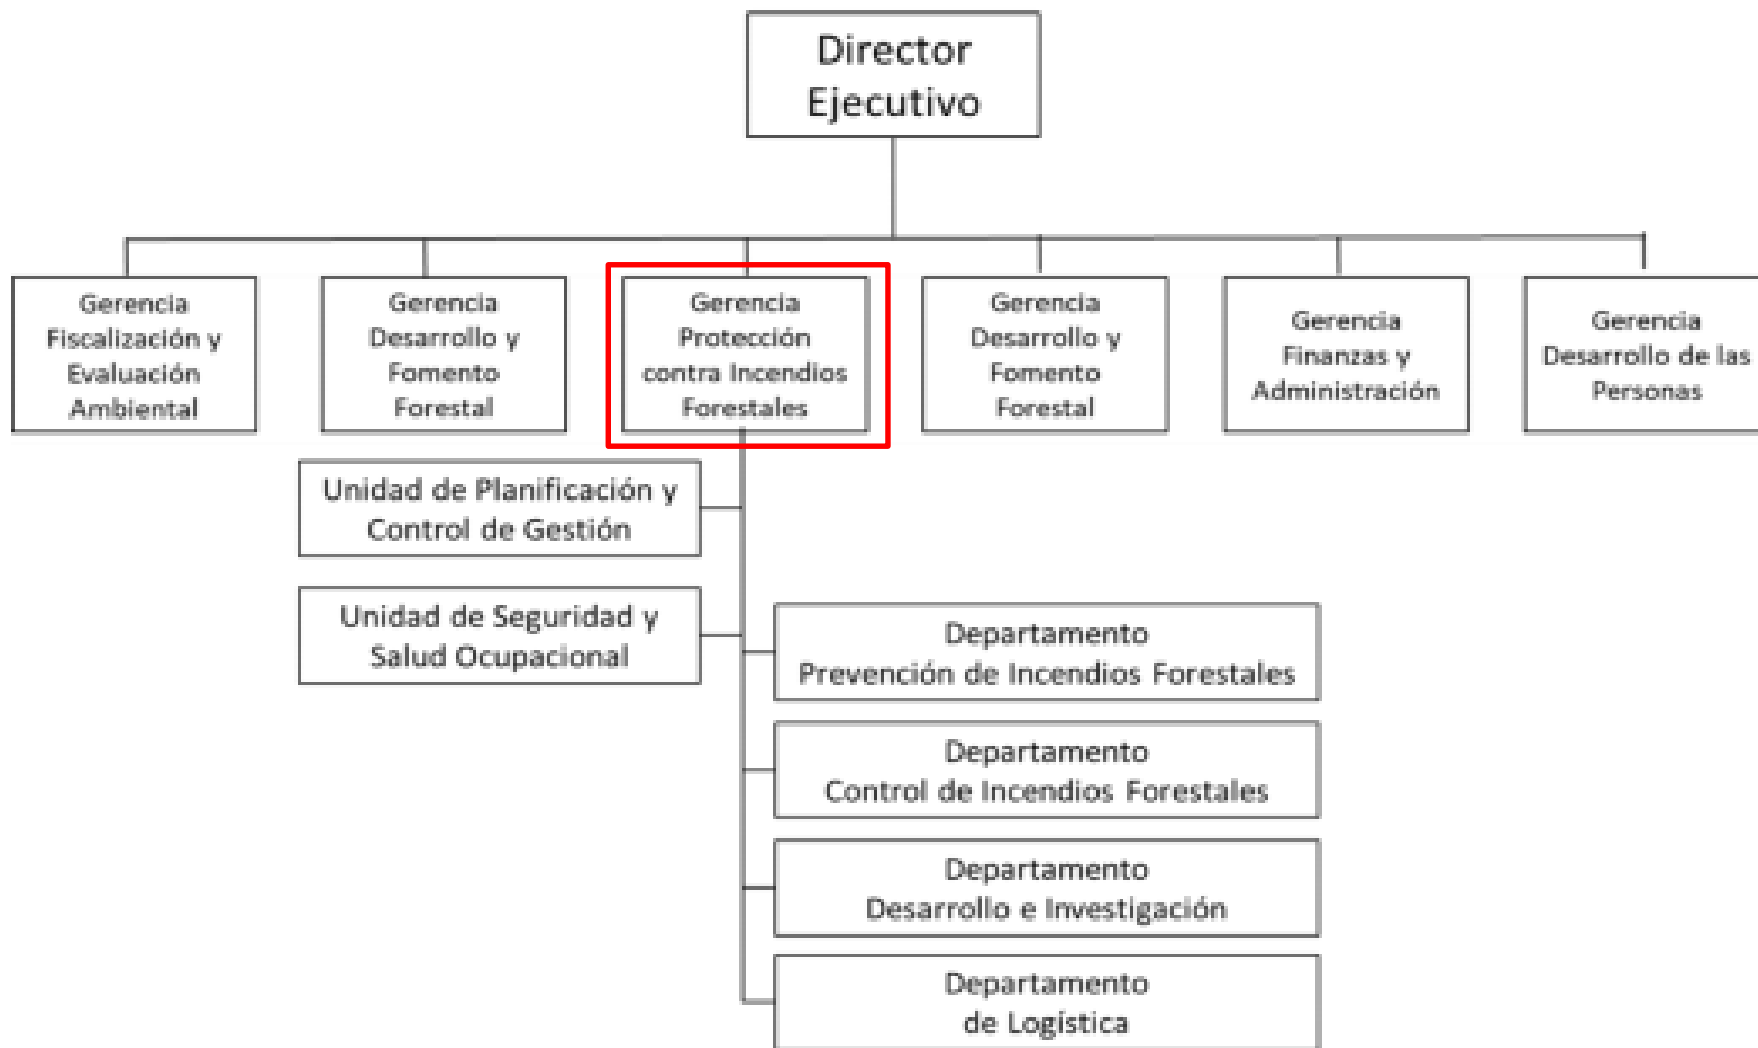 Director
Ejecutivo
Gerencia
Fiscalización y
Evaluación
Ambiental
Gerencia
Desarrollo y
Fomento
Forestal
Gerencia
Protección
contra Incendios
Forestales
Gerencia
Desarrollo y
Fomento
Forestal
Gerencia
Finanzas y
Administración
Gerencia
Desarrollo de las
Personas
Unidad de Planificación y
Control de Gestión
Unidad de Seguridad y
Salud Ocupacional
Departamento
Prevención de Incendios Forestales
Departamento
Control de Incendios Forestales
Departamento
Desarrollo e Investigación
Departamento
de Logística